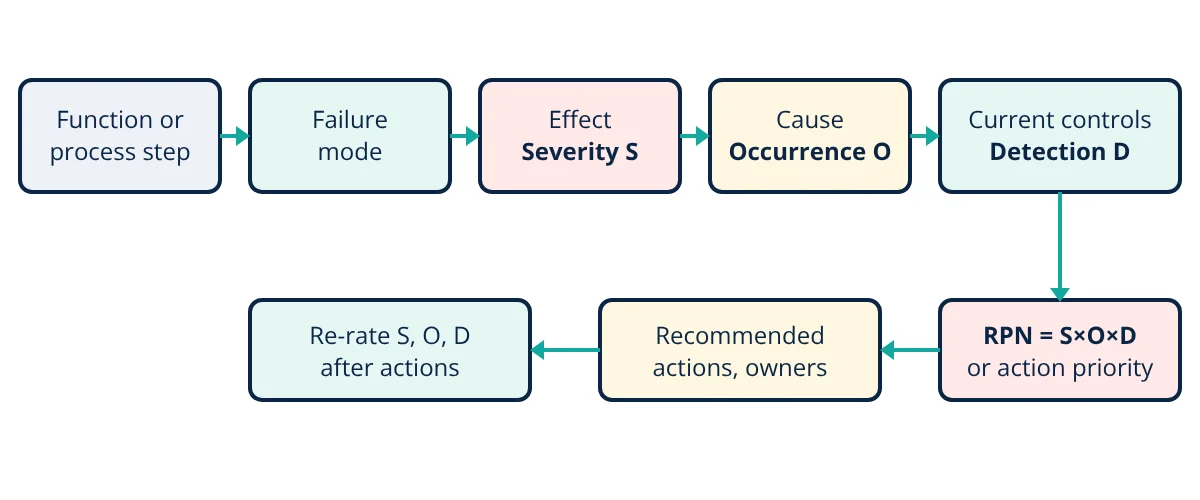 Function or
process step
Failure
mode
Effect
Severity S
Cause
Occurrence O
Current controls
Detection D
RPN = S×O×D
or action priority
Recommended
actions, owners
Re-rate S, O, D
after actions